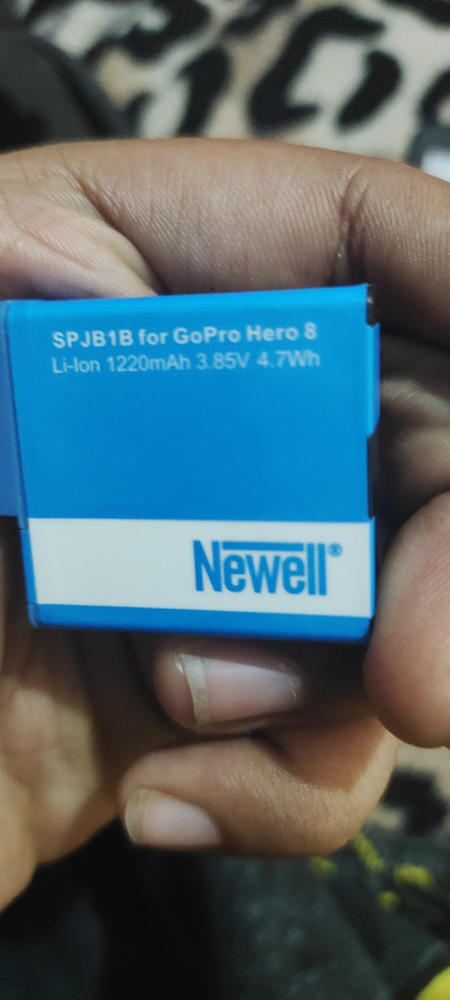 SPJB1B for GoPro Hero 8
Li-Ion 1220mAh 3.85V 4.7Wh
Newell®